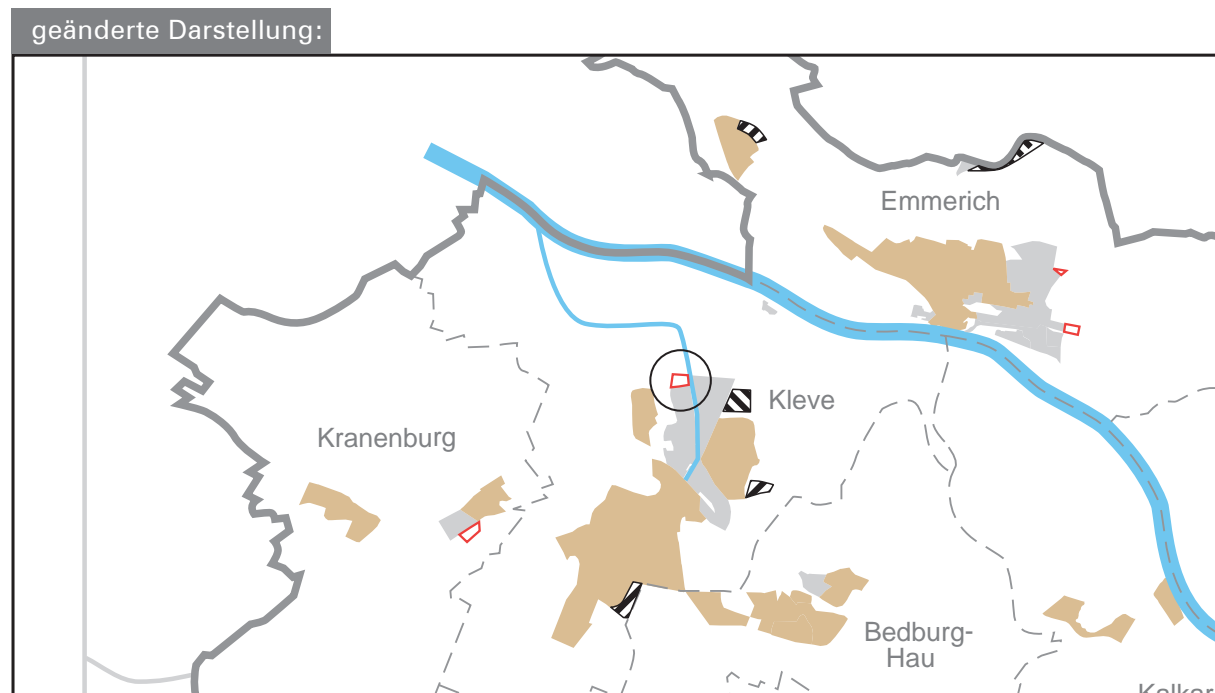 geänderte Darstellung:
Emmerich
Kleve
Kranenburg
Bedburg-
Hau